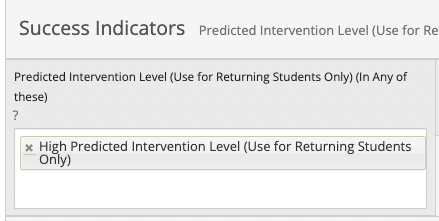 Success Indicators Predicted Intervention Level (Use for Re
Predicted Intervention Level (Use for Returning Students Only) (In Any of
these)
?
× High Predicted Intervention Level (Use for Returning Students
Only)